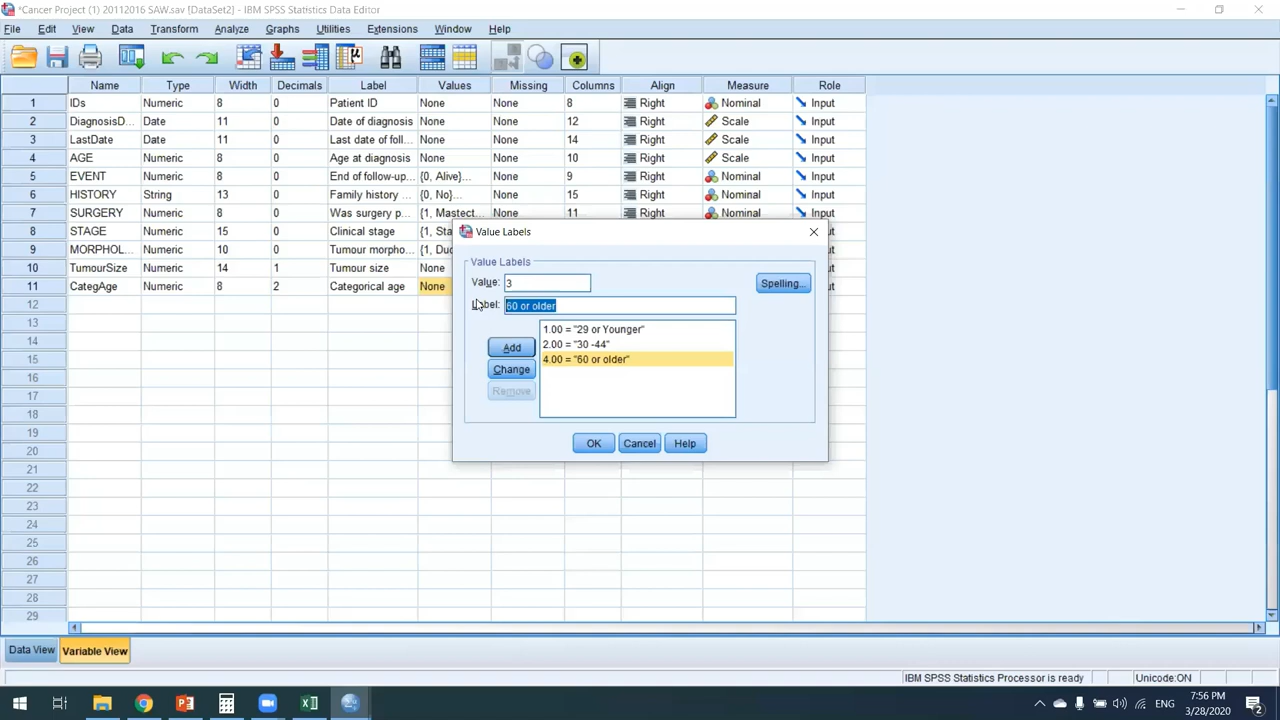 *Cancer Project (1) 20112016 SAW.sav [DataSet2] - IBM SPSS Statistics Data Editor
File Edit View Data Transform Analyze Graphs Utilities Extensions Window Help
Name Type Width Decimals Label Values Missing Columns Align Measure Role
1 IDs Numeric 8 0 Patient ID None None 8 Right Nominal Input
2 DiagnosisD... Date 11 0 Date of diagnosis None None 12 Right Scale Input
3 LastDate Date 11 0 Last date of foll... None None 14 Right Scale Input
4 AGE Numeric 8 0 Age at diagnosis None None 10 Right Scale Input
5 EVENT Numeric 8 0 End of follow-up... {0, Alive}... None 9 Right Nominal Input
6 HISTORY String 13 0 Family history ... {0, No}... None 15 Right Nominal Input
7 SURGERY Numeric 8 0 Was surgery p... {1, Mastect... None 11 Right Nominal Input
8 STAGE Numeric 15 0 Clinical stage {1, Sta
9 MORPHOL... Numeric 10 0 Tumour morpho... {1, Duc
10 TumourSize Numeric 14 1 Tumour size None
11 CategAge Numeric 8 2 Categorical age None
12
13
14
15
16
17
18
19
20
21
22
23
24
25
26
27
28
29
Value Labels
Value Labels
Value: 3
Spelling...
Label: 60 or older
1.00 = "29 or Younger"
2.00 = "30 -44"
4.00 = "60 or older"
Add
Change
Remove
OK Cancel Help
Data View Variable View
IBM SPSS Statistics Processor is ready Unicode:ON
ENG
7:56 PM
3/28/2020
2